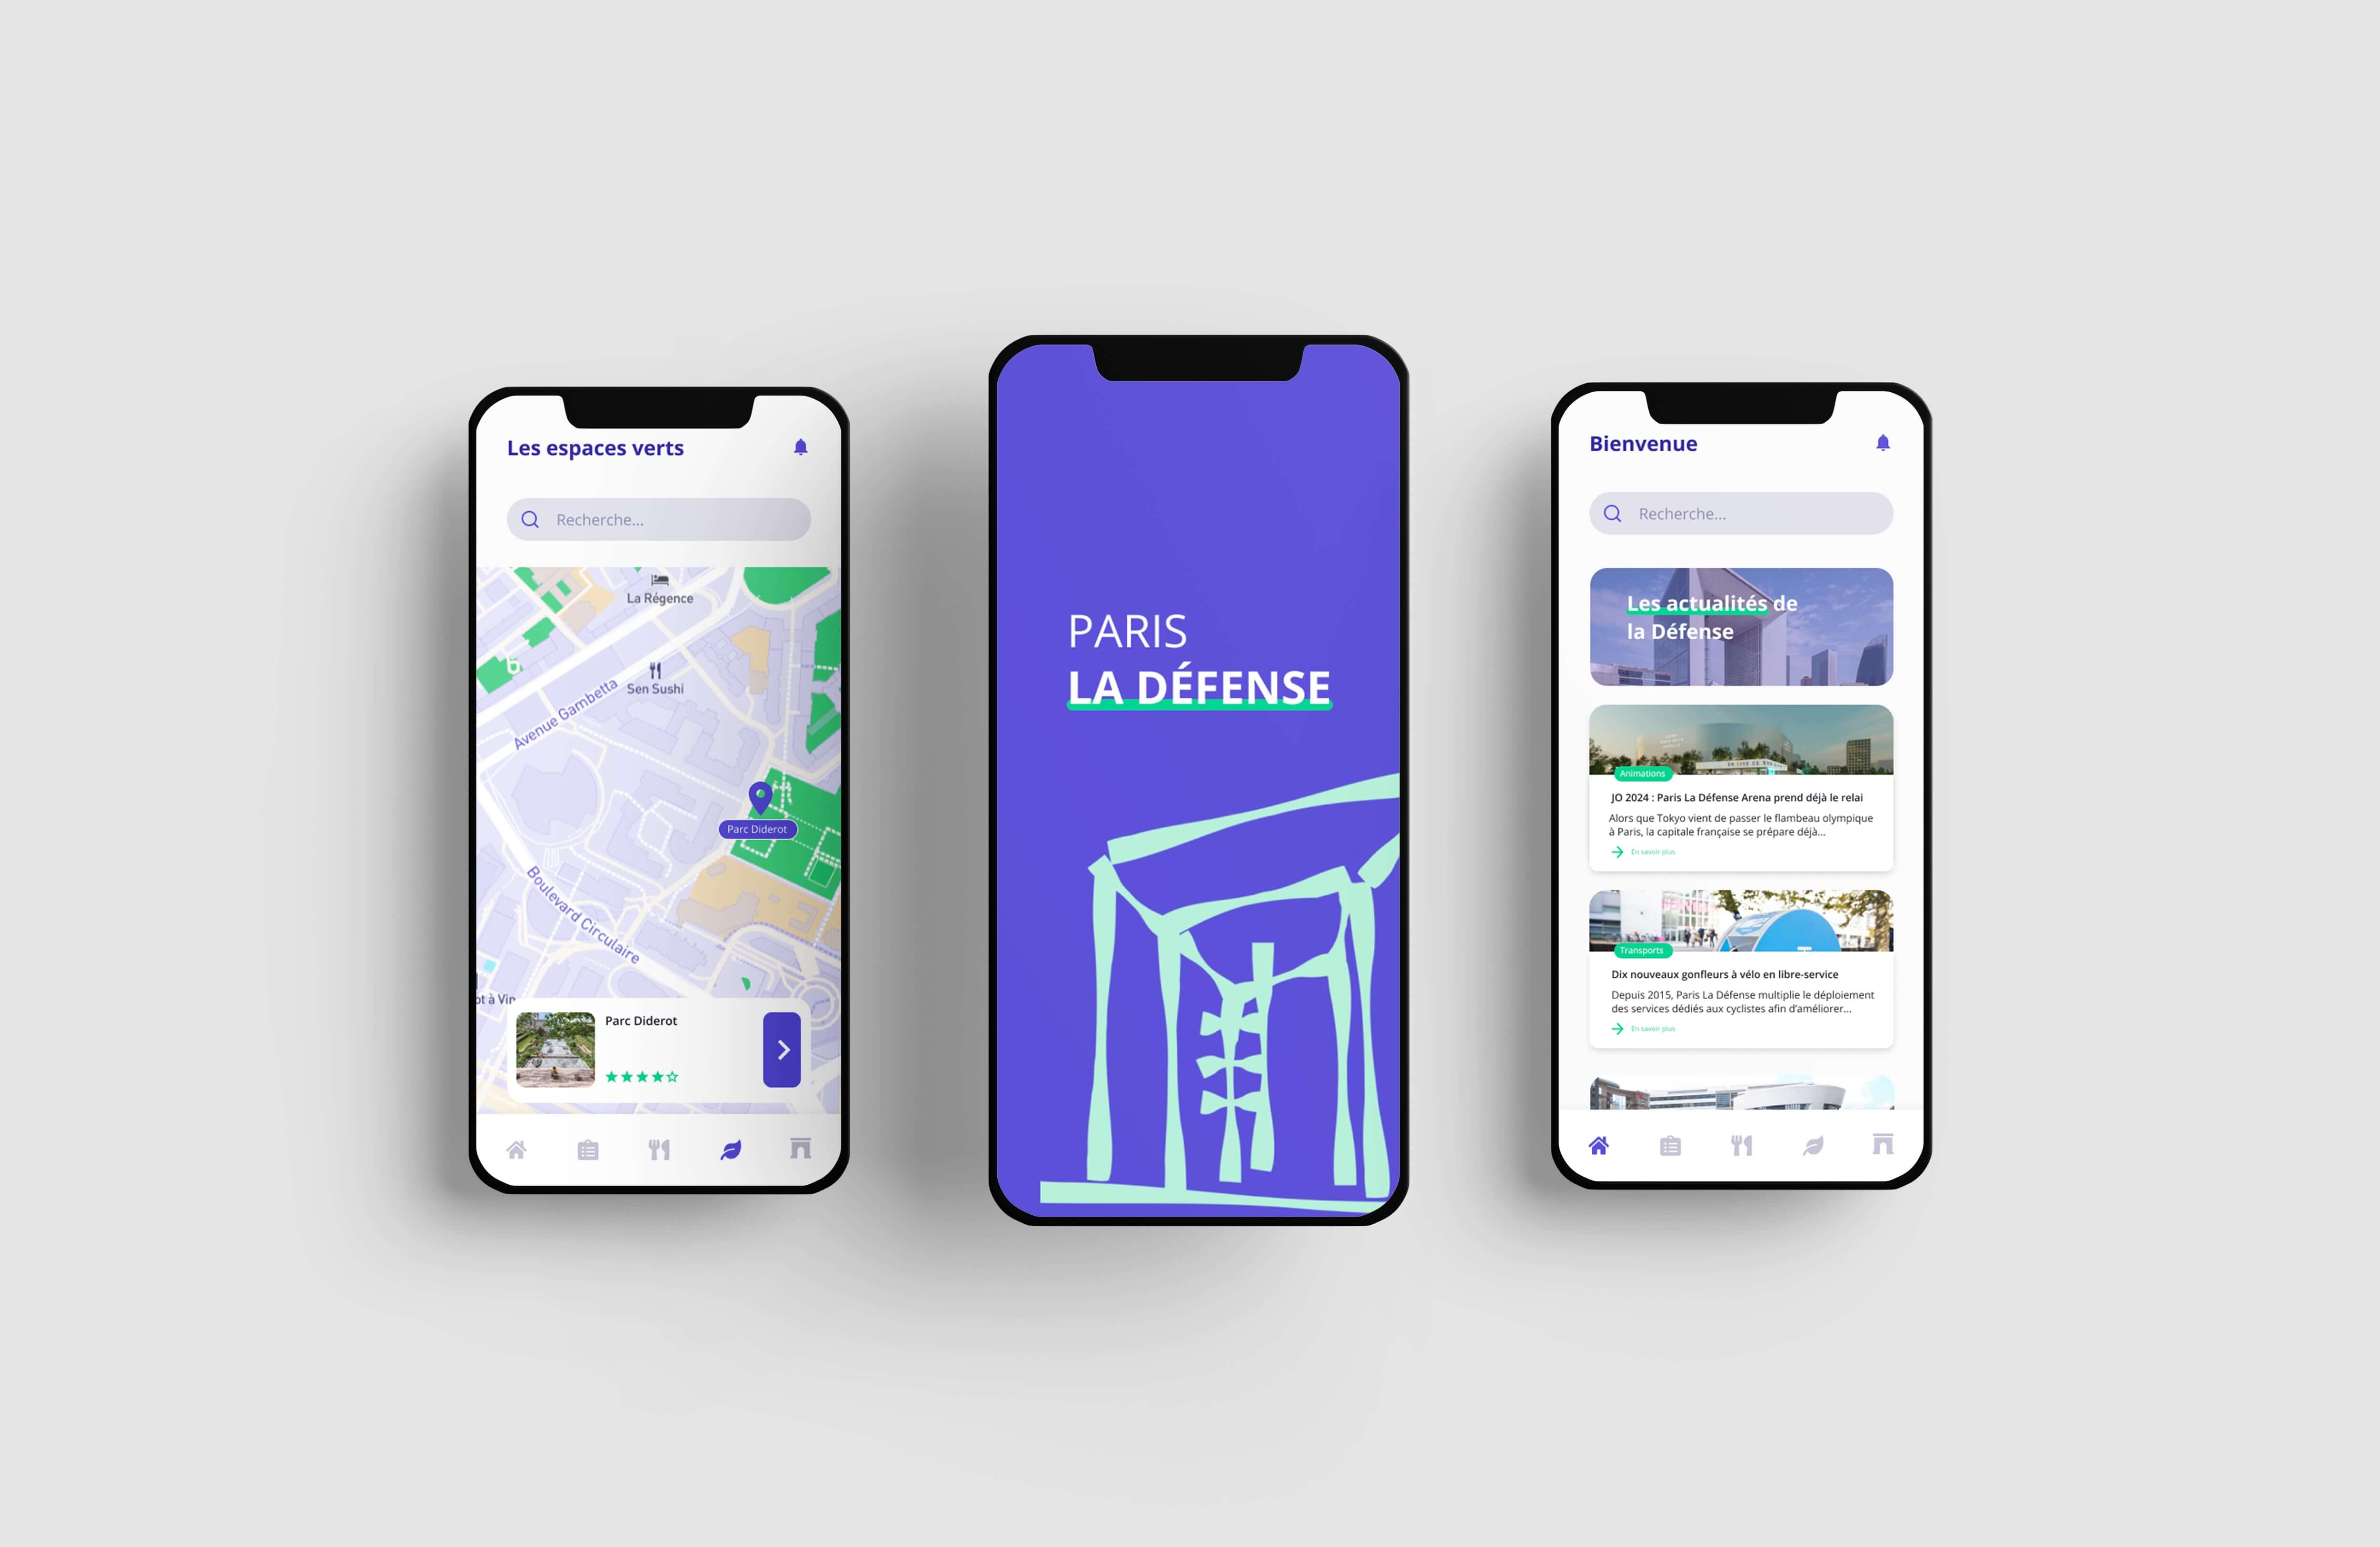 Les espaces verts
Recherche...
La Régence
Sen Sushi
Avenue Gambetta
Parc Diderot
Boulevard Circulaire
ot à Vin
Parc Diderot
PARIS
LA DÉFENSE
Bienvenue
Recherche...
Les actualités de
la Défense
Animations
JO 2024 : Paris La Défense Arena prend déjà le relai
Alors que Tokyo vient de passer le flambeau olympique
à Paris, la capitale française se prépare déjà...
En savoir plus
Transports
Dix nouveaux gonfleurs à vélo en libre-service
Depuis 2015, Paris La Défense multiplie le déploiement
des services dédiés aux cyclistes afin d'améliorer...
En savoir plus